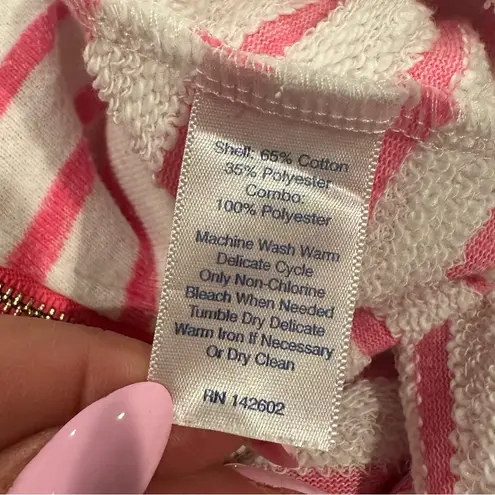 Shell: 65% Cotton
35% Polyester
Combo:
100% Polyester
Machine Wash Warm
Delicate Cycle
Only Non-Chlorine
Bleach When Needed
Tumble Dry Delicate
Warm Iron If Necessary
Or Dry Clean
RN 142602